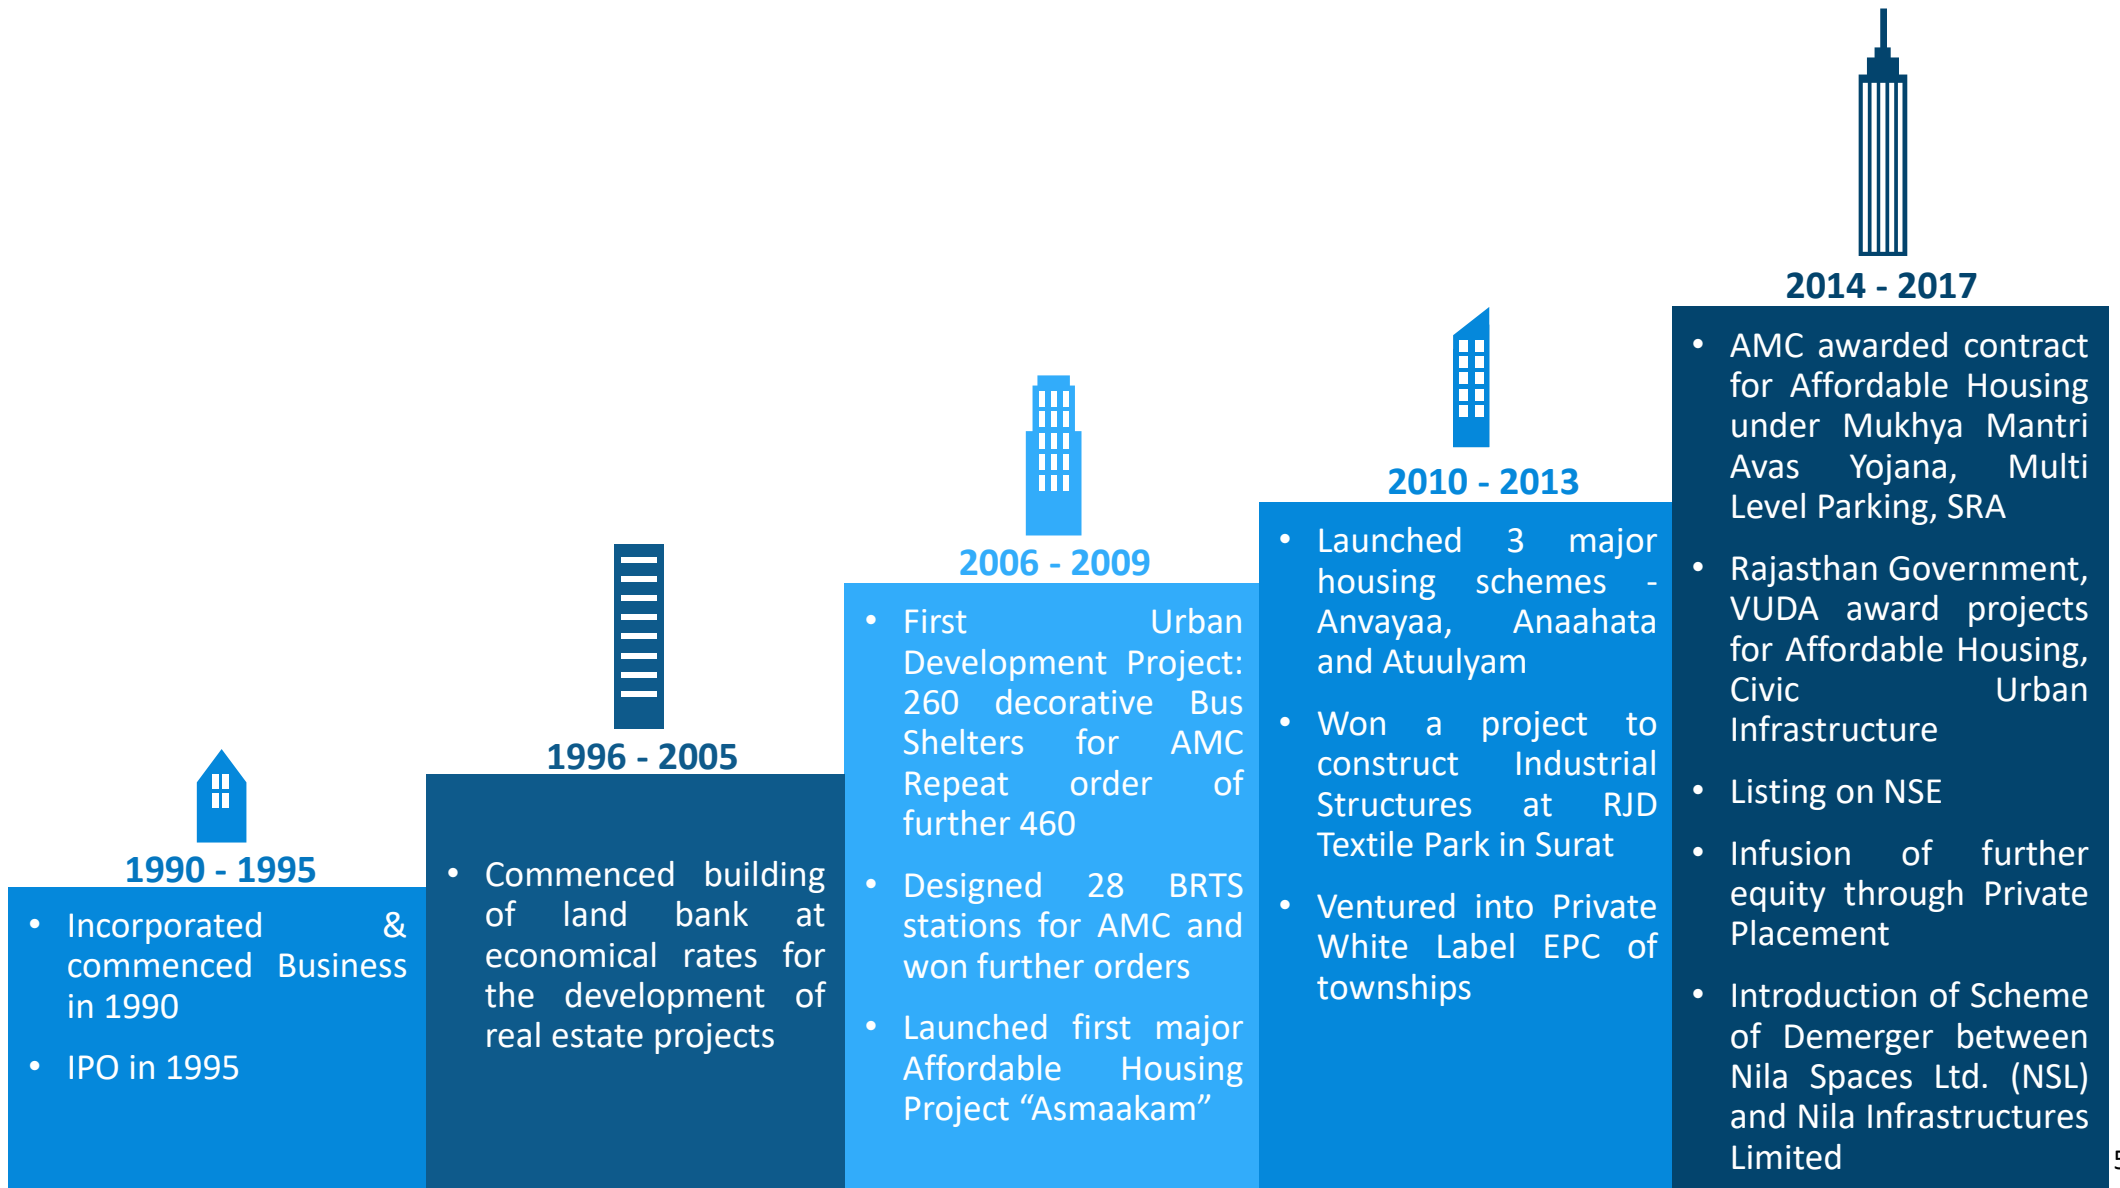 1990 - 1995
• Incorporated &
commenced Business
in 1990
• IPO in 1995
1996 - 2005
• Commenced building
of land bank at
economical rates for
the development of
real estate projects
2006 - 2009
• First Urban
Development Project:
260 decorative Bus
Shelters for AMC
Repeat order of
further 460
• Designed 28 BRTS
stations for AMC and
won further orders
• Launched first major
Affordable Housing
Project “Asmaakam”
2010 - 2013
• Launched 3 major
housing schemes -
Anvayaa, Anaahata
and Atuulyam
• Won a project to
construct Industrial
Structures at RJD
Textile Park in Surat
• Ventured into Private
White Label EPC of
townships
2014 - 2017
• AMC awarded contract
for Affordable Housing
under Mukhya Mantri
Avas Yojana, Multi
Level Parking, SRA
• Rajasthan Government,
VUDA award projects
for Affordable Housing,
Civic Urban
Infrastructure
• Listing on NSE
• Infusion of further
equity through Private
Placement
• Introduction of Scheme
of Demerger between
Nila Spaces Ltd. (NSL)
and Nila Infrastructures
Limited
5